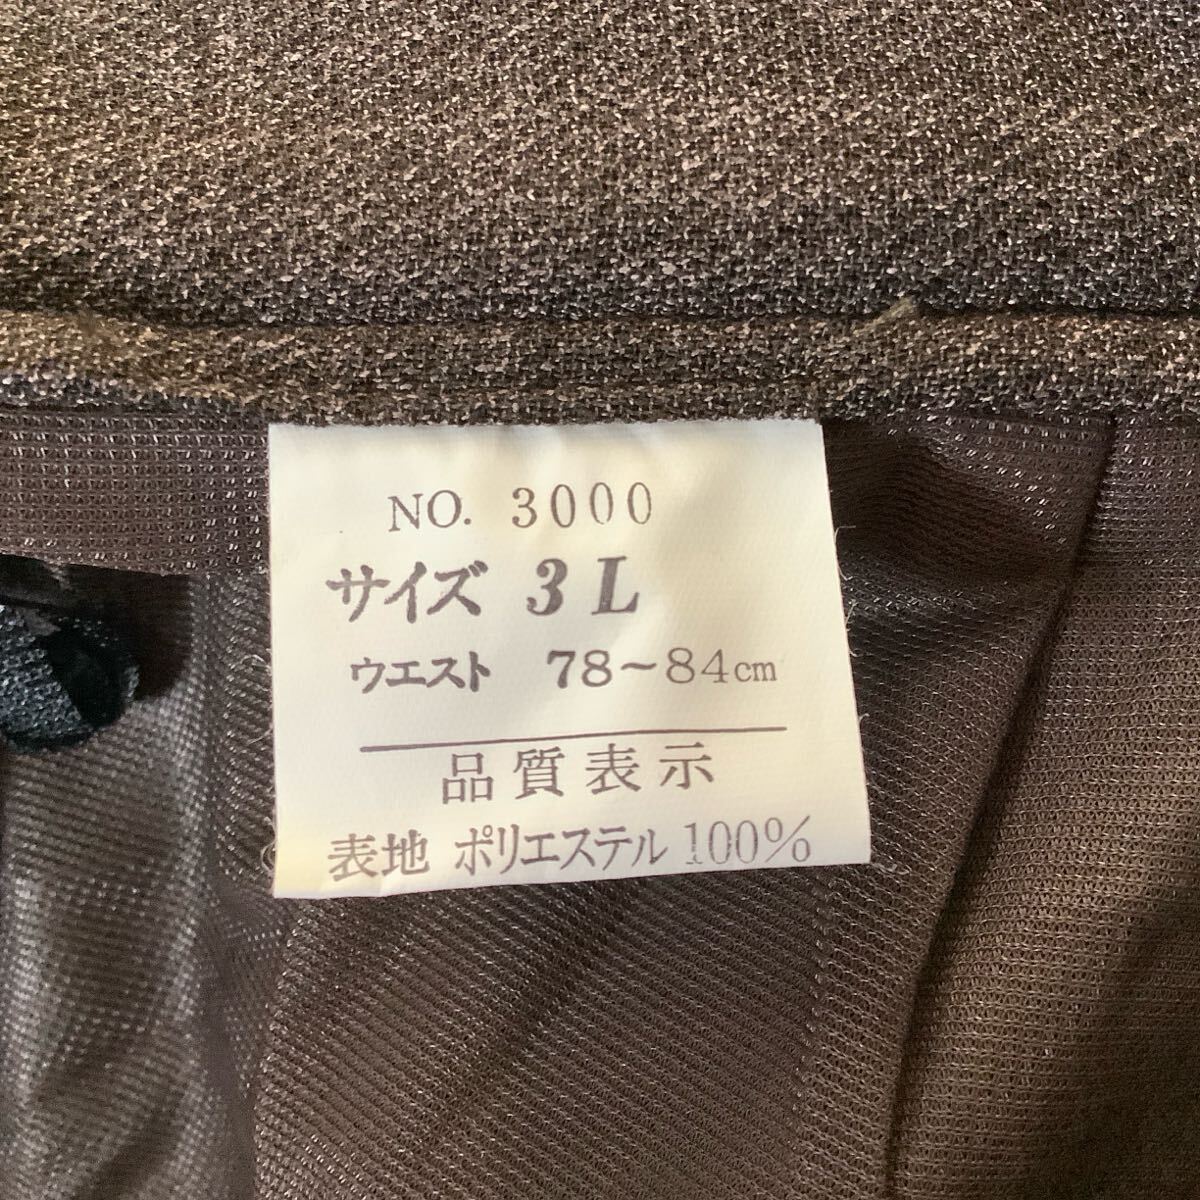 NO. 3000
サイズ 3L
ウエスト 78～84cm
品質表示
表地 ポリエステル 100%